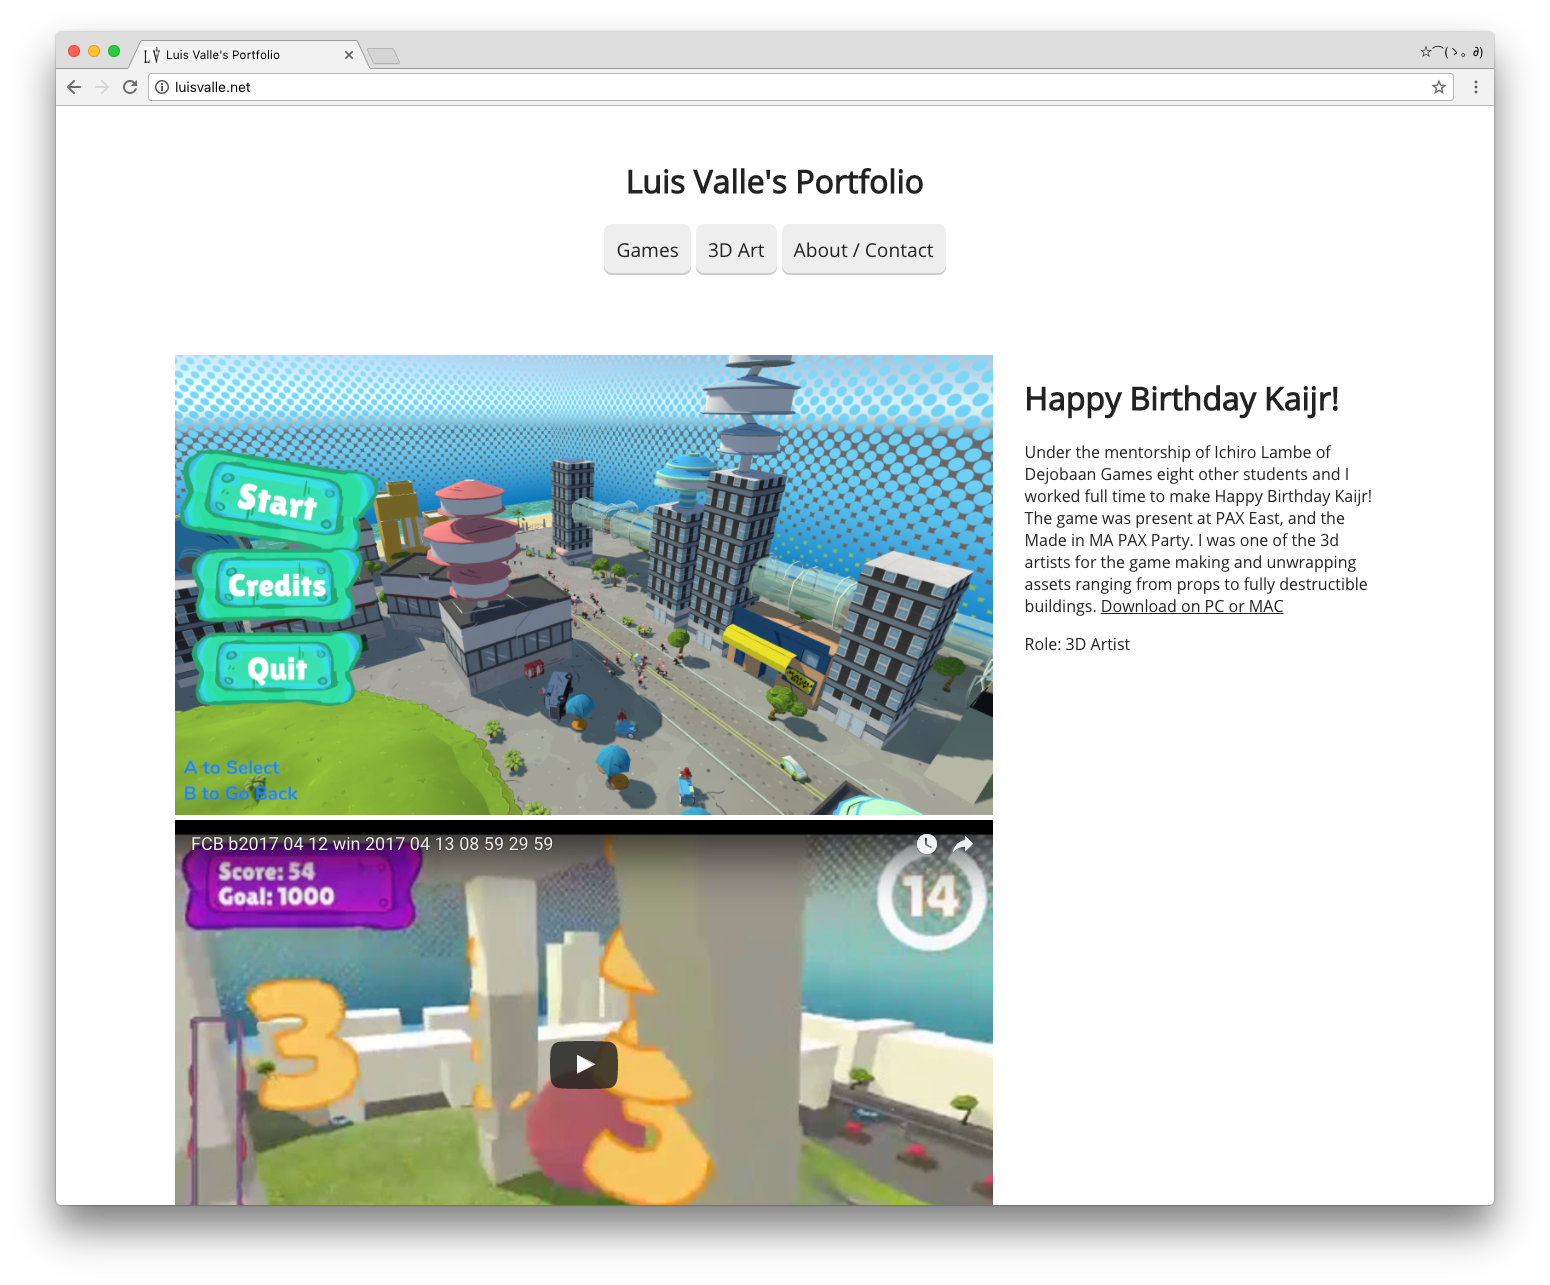 Luis Valle's Portfolio
☆⌒(ゝ。∂)
luisvalle.net
Luis Valle's Portfolio
Games
3D Art
About / Contact
Start
Credits
Quit
A to Select
B to Go Back
Happy Birthday Kaijr!
Under the mentorship of Ichiro Lambe of
Dejobaan Games eight other students and I
worked full time to make Happy Birthday Kaijr!
The game was present at PAX East, and the
Made in MA PAX Party. I was one of the 3d
artists for the game making and unwrapping
assets ranging from props to fully destructible
buildings. Download on PC or MAC
Role: 3D Artist
FCB b2017 04 12 win 2017 04 13 08 59 29 59
Score: 54
Goal: 1000
14
3